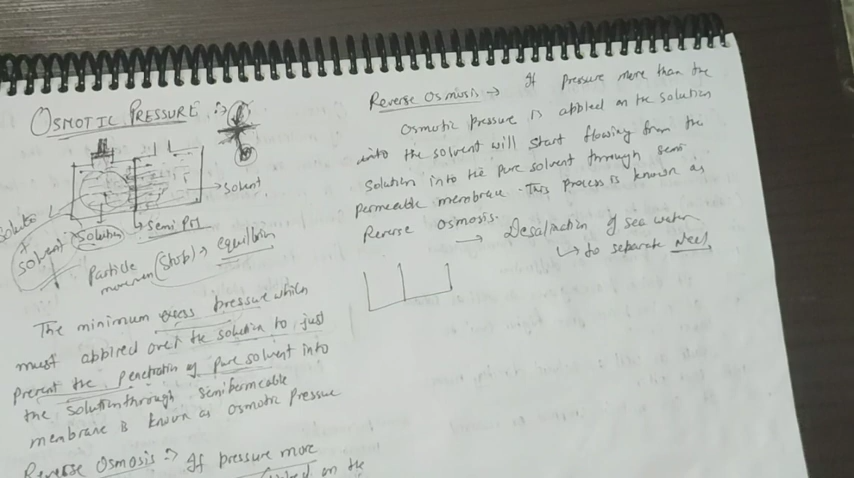 OSMOTIC PRESSURE :→
solvent
Solute
+
solvent
Solution
Semi PM
Particle movement (stop) → equilbrim
The minimum excess pressure which
must applired over the solution to just
prevent the penetration of pure solvent into
the solution through semipermeable
membrane is known as osmotic pressure
Reverse Osmosis :→ If pressure more
on the
Reverse Osmosis → If pressure more than the
Osmotic pressure is applied on the solution
into the solvent will start flowing from the
solution into the pure solvent through semi
permeable membrane. This process is known as
Reverse Osmosis.
→ Desalination of sea water
↳ to separate